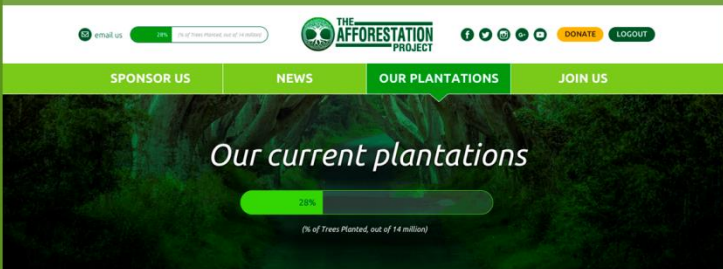 email us
28%
(% of Trees Planted, out of 14 million)
THE
AFFORESTATION
PROJECT
DONATE
LOGOUT
SPONSOR US
NEWS
OUR PLANTATIONS
JOIN US
Our current plantations
28%
(% of Trees Planted, out of 14 million)